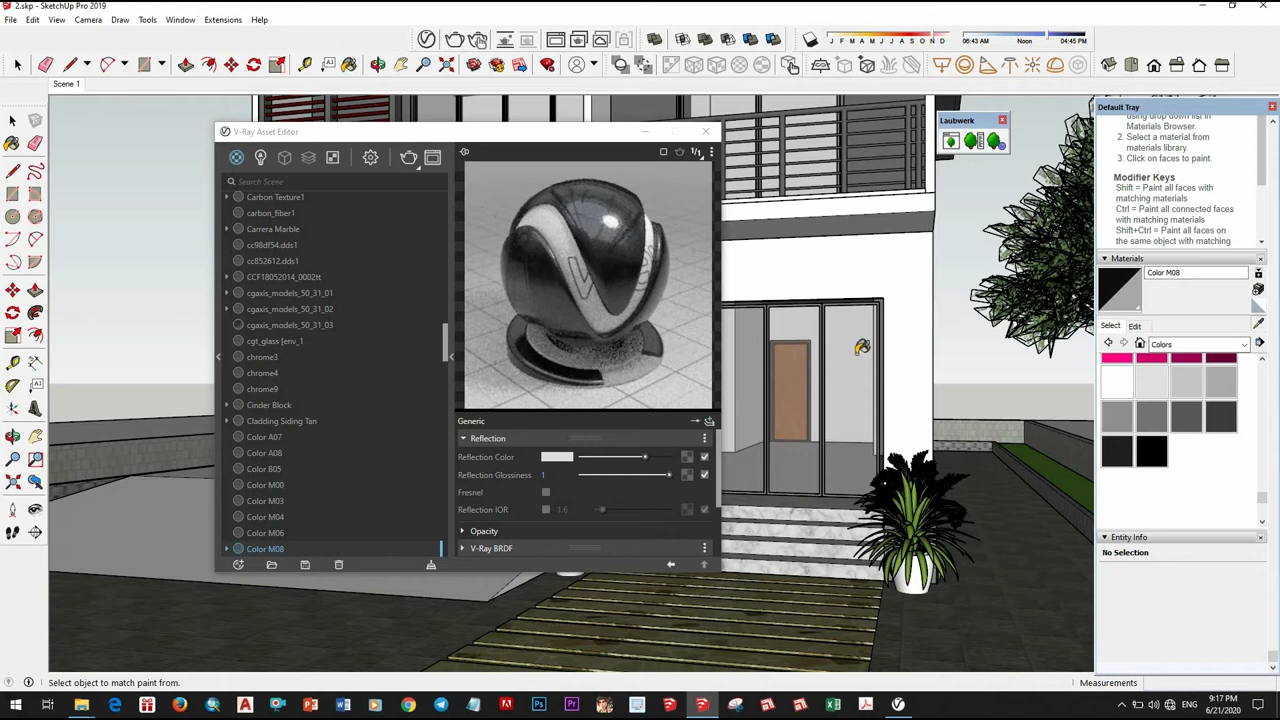 2.skp - SketchUp Pro 2019
File Edit View Camera Draw Tools Window Extensions Help
J F M A M J J A S O N D
06:43 AM Noon 04:45 PM
Scene 1
V-Ray Asset Editor
Search Scene
Carbon Texture1
carbon_fiber1
Carrera Marble
cc98df54.dds1
cc852612.dds1
CCF18052014_0002tt
cgaxis_models_50_31_01
cgaxis_models_50_31_02
cgaxis_models_50_31_03
cgt_glass [env_1
chrome3
chrome4
chrome9
Cinder Block
Cladding Siding Tan
Color A07
Color A08
Color B05
Color M00
Color M03
Color M04
Color M06
Color M08
1/1
Generic
Reflection
Reflection Color
Reflection Glossiness 1
Fresnel
Reflection IOR 1.6
Opacity
V-Ray BRDF
Laubwerk
Default Tray
using drop down list in
Materials Browser.
2. Select a material from
materials library.
3. Click on faces to paint.
Modifier Keys
Shift = Paint all faces with
matching materials
Ctrl = Paint all connected faces
with matching materials
Shift+Ctrl = Paint all faces on
the same object with matching
Materials
Color M08
Select Edit
Colors
Entity Info
No Selection
Select object to match paint from.
Measurements
9:17 PM
6/21/2020